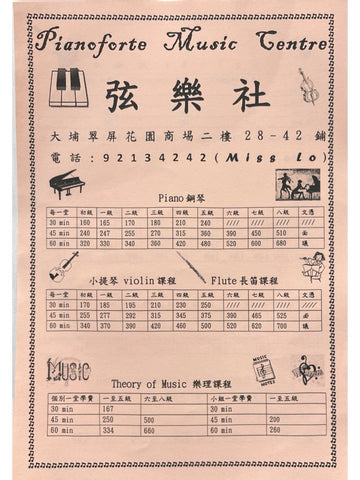 Pianoforte Music Centre
弦樂社
大埔翠屏花園商場二樓 28-42 鋪
電話:92134242(Miss lo)
Piano 鋼琴
每一堂 初級 一級 二級 三級 四級 五級 六級 七級 八級 文憑
30 min 160 165 170 180 210 240 //// //// //// ////
45 min 240 247 255 270 315 360 390 450 510 面
60 min 320 330 340 360 420 480 520 600 680 議
小提琴 violin 課程 Flute 長笛課程
每一堂 初級 一級 二級 三級 四級 五級 六級 七級 八級 文憑
30 min 170 185 195 210 230 250 //// //// //// ////
45 min 255 277 292 315 345 375 390 465 525 面
60 min 340 370 390 420 460 500 520 620 700 議
MUSIC
MUSIC NOTES
Theory of Music 樂理課程
個別一堂學費 一至五級 六至八級 小組一堂學費 一至五級
30 min 167 30 min
45 min 250 500 45 min 200
60 min 334 660 60 min 260